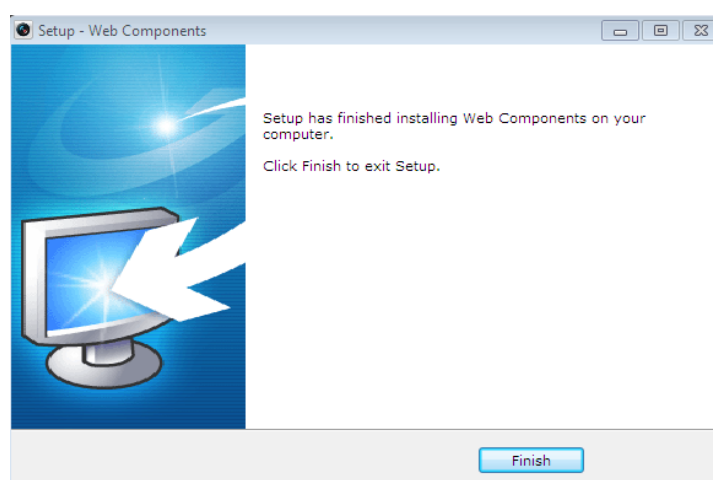 Setup - Web Components
Setup has finished installing Web Components on your
computer.
Click Finish to exit Setup.
Finish